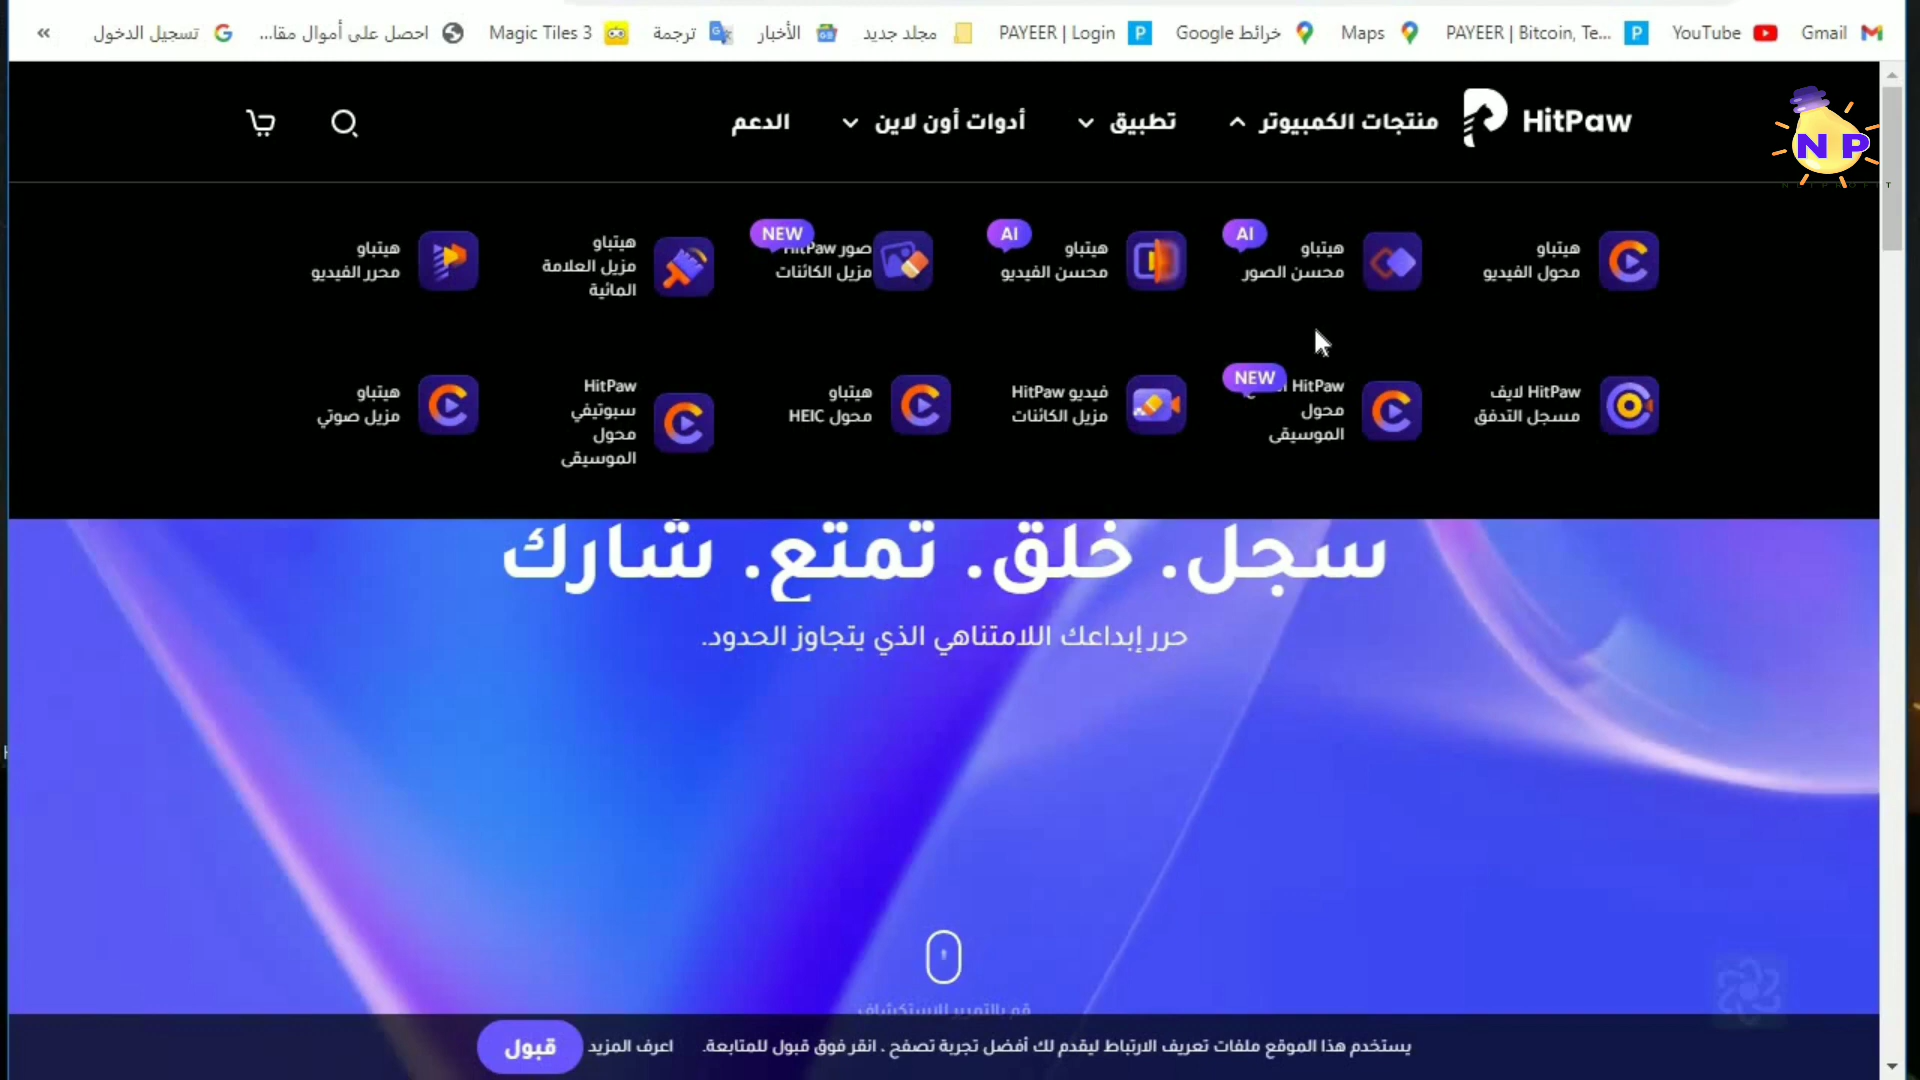 Gmail
YouTube
PAYEER | Bitcoin, Te...
Maps
خرائط Google
PAYEER | Login
مجلد جديد
الأخبار
ترجمة
Magic Tiles 3
احصل على أموال مقا...
تسجيل الدخول
»
HitPaw
منتجات الكمبيوتر
تطبيق
أدوات أون لاين
الدعم
N P
هيتباو
محول الفيديو
AI
هيتباو
محسن الصور
AI
هيتباو
محسن الفيديو
NEW
صور HitPaw
مزيل الكائنات
هيتباو
مزيل العلامة
المائية
هيتباو
محرر الفيديو
HitPaw لايف
مسجل التدفق
NEW
HitPaw
محول
الموسيقى
فيديو HitPaw
مزيل الكائنات
هيتباو
محول HEIC
HitPaw
سبوتيفي
محول
الموسيقى
هيتباو
مزيل صوتي
سجل. خلق. تمتع. شارك
حرر إبداعك اللامتناهي الذي يتجاوز الحدود.
قم بالتمرير للاستكشاف
يستخدم هذا الموقع ملفات تعريف الارتباط ليقدم لك أفضل تجربة تصفح . انقر فوق قبول للمتابعة.
اعرف المزيد
قبول